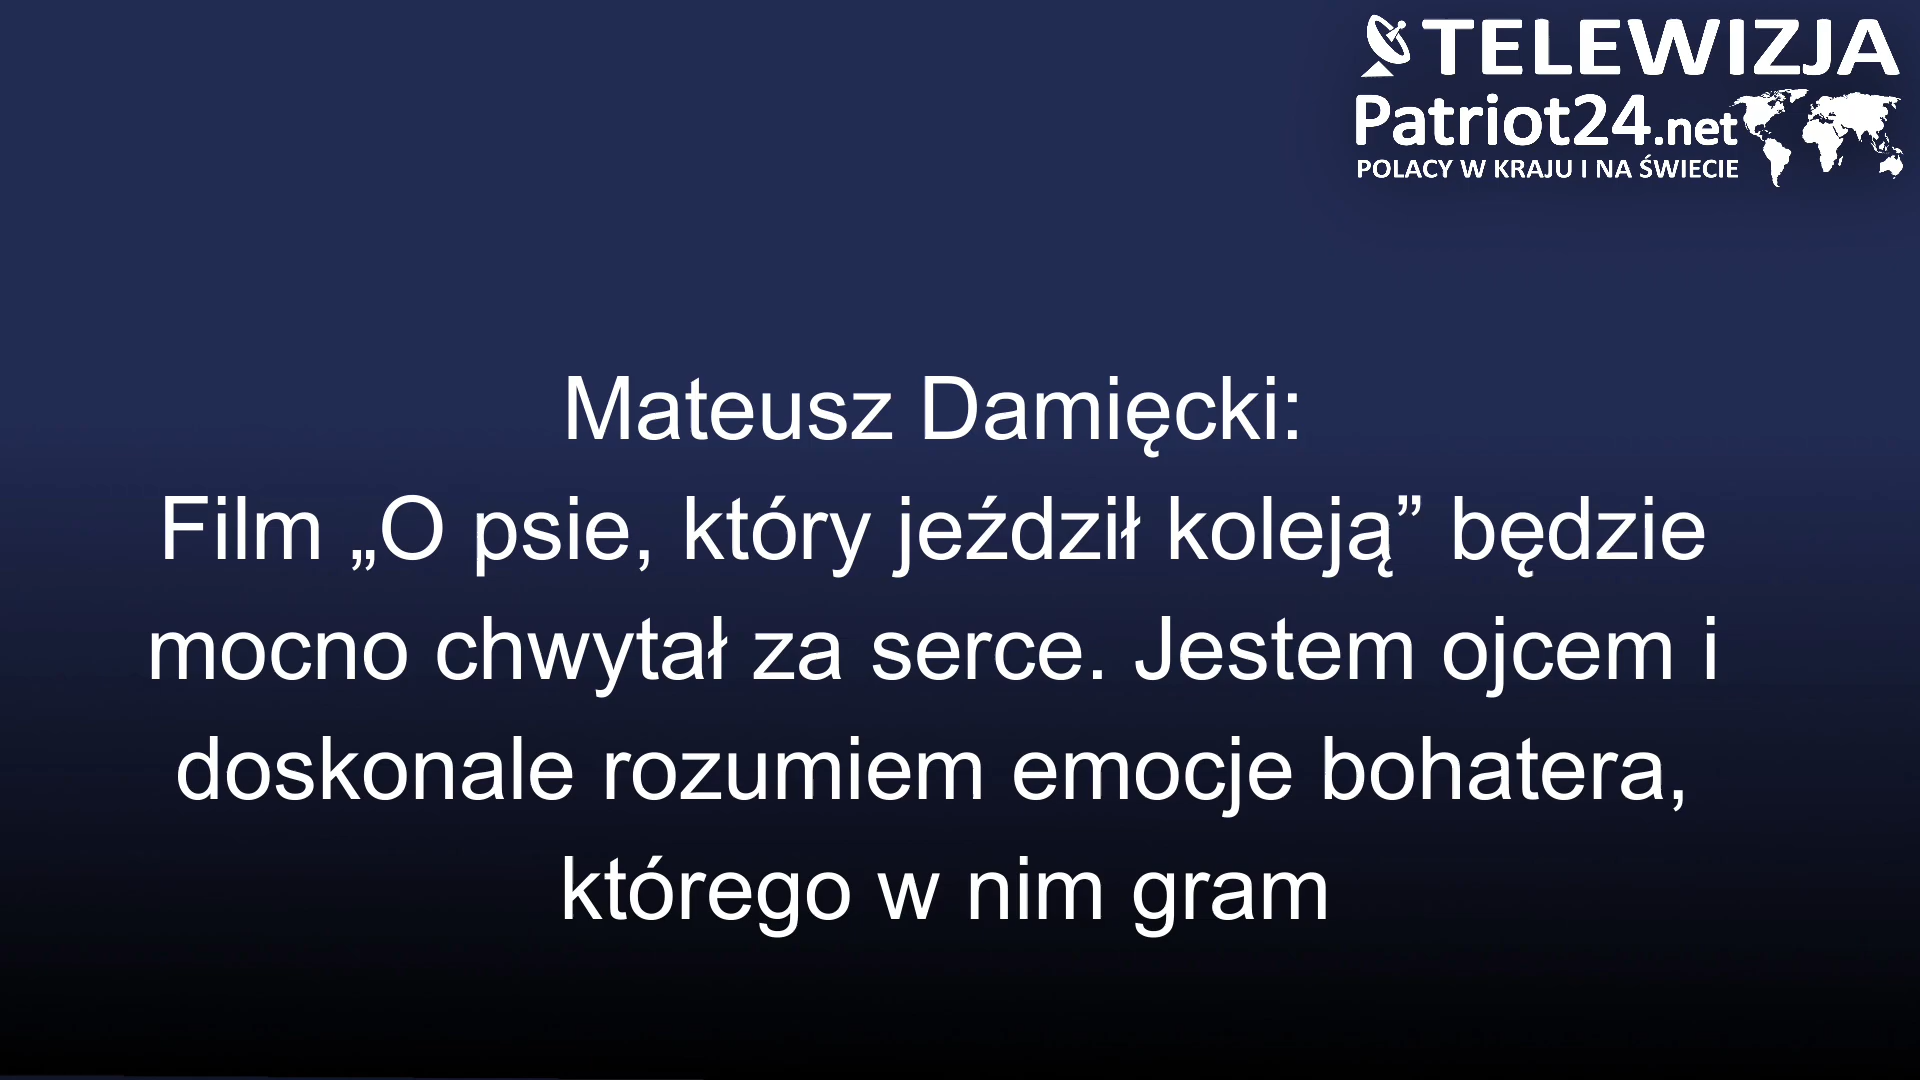 TELEWIZJA
Patriot24.net
POLACY W KRAJU I NA ŚWIECIE
Mateusz Damięcki:
Film „O psie, który jeździł koleją” będzie
mocno chwytał za serce. Jestem ojcem i
doskonale rozumiem emocje bohatera,
którego w nim gram